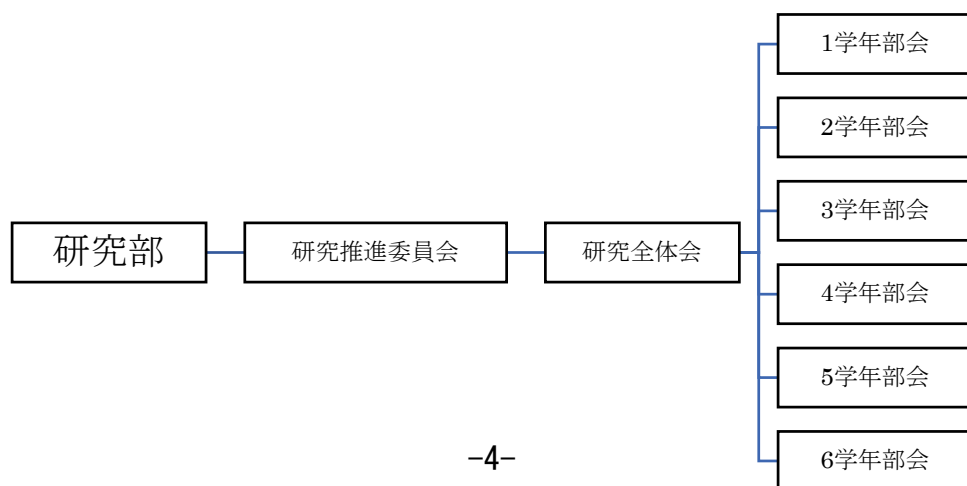 研究部
研究推進委員会
研究全体会
1学年部会
2学年部会
3学年部会
4学年部会
5学年部会
6学年部会
-4-